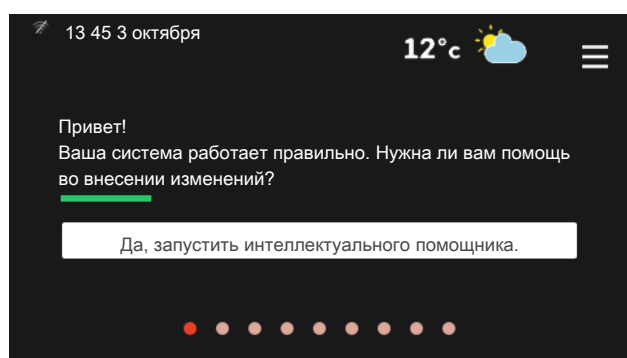 13 45 3 октября
12°c
Привет!
Ваша система работает правильно. Нужна ли вам помощь
во внесении изменений?
Да, запустить интеллектуального помощника.